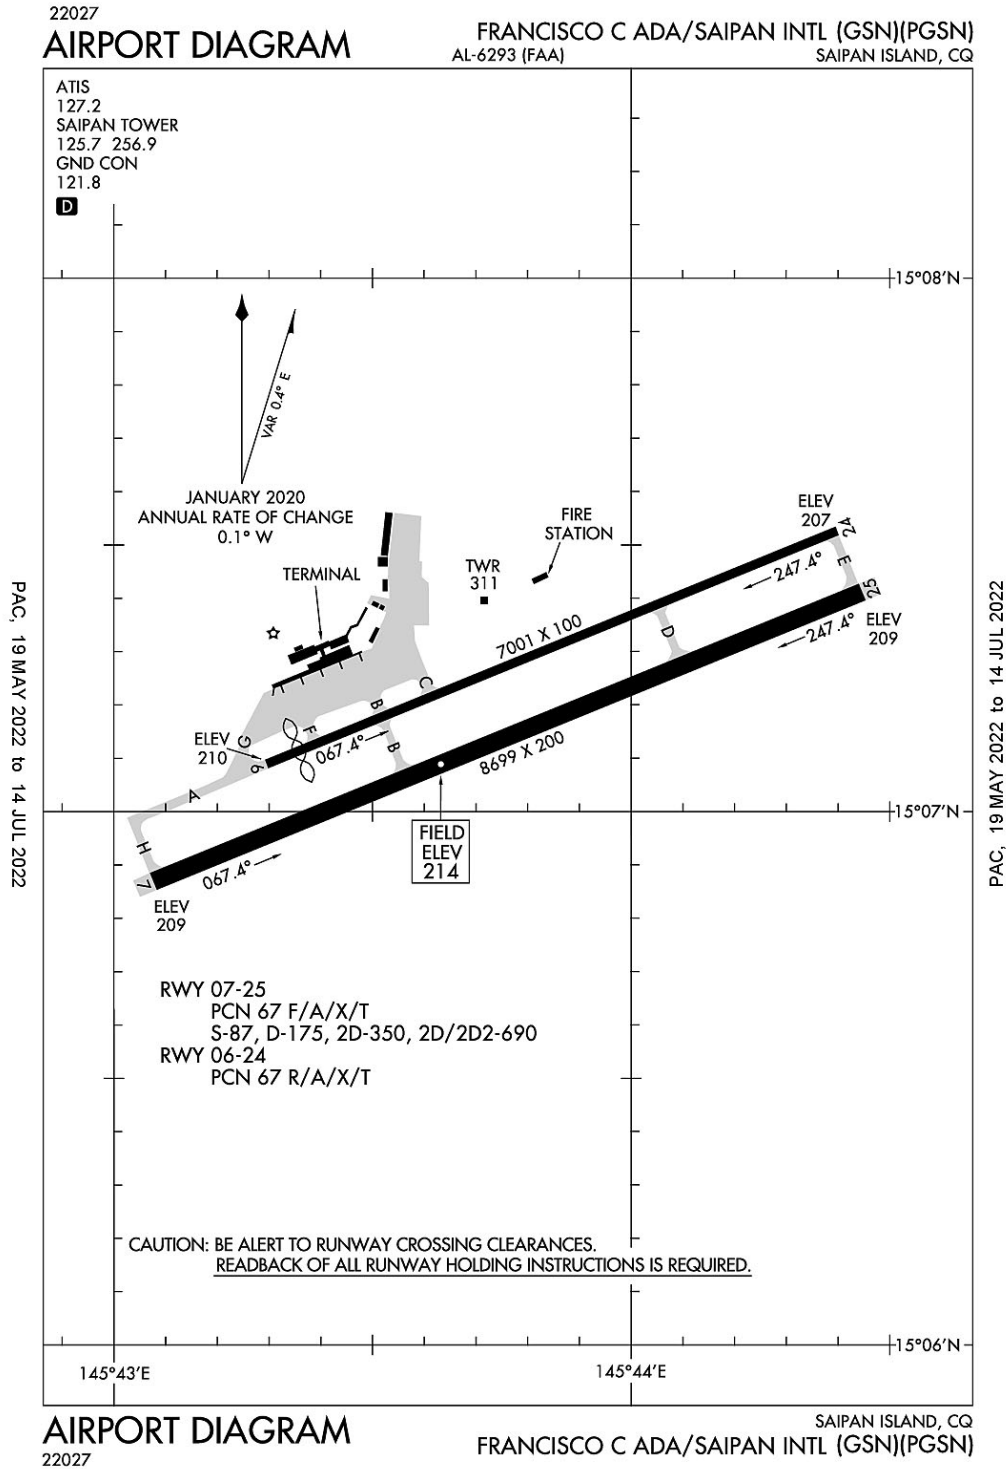 22027
AIRPORT DIAGRAM
AL-6293 (FAA)
FRANCISCO C ADA/SAIPAN INTL (GSN)(PGSN)
SAIPAN ISLAND, CQ
ATIS
127.2
SAIPAN TOWER
125.7 256.9
GND CON
121.8
D
15°08'N
VAR 0.4° E
JANUARY 2020
ANNUAL RATE OF CHANGE
0.1° W
FIRE
STATION
ELEV
207
24
TWR
311
TERMINAL
247.4°
E
25
ELEV
209
247.4°
D
7001 X 100
C
B
F
G
ELEV
210
6
067.4°
B
8699 X 200
A
15°07'N
FIELD
ELEV
214
H
7
067.4°
ELEV
209
RWY 07-25
PCN 67 F/A/X/T
S-87, D-175, 2D-350, 2D/2D2-690
RWY 06-24
PCN 67 R/A/X/T
CAUTION: BE ALERT TO RUNWAY CROSSING CLEARANCES.
READBACK OF ALL RUNWAY HOLDING INSTRUCTIONS IS REQUIRED.
15°06'N
145°43'E
145°44'E
PAC, 19 MAY 2022 to 14 JUL 2022
PAC, 19 MAY 2022 to 14 JUL 2022
AIRPORT DIAGRAM
22027
SAIPAN ISLAND, CQ
FRANCISCO C ADA/SAIPAN INTL (GSN)(PGSN)